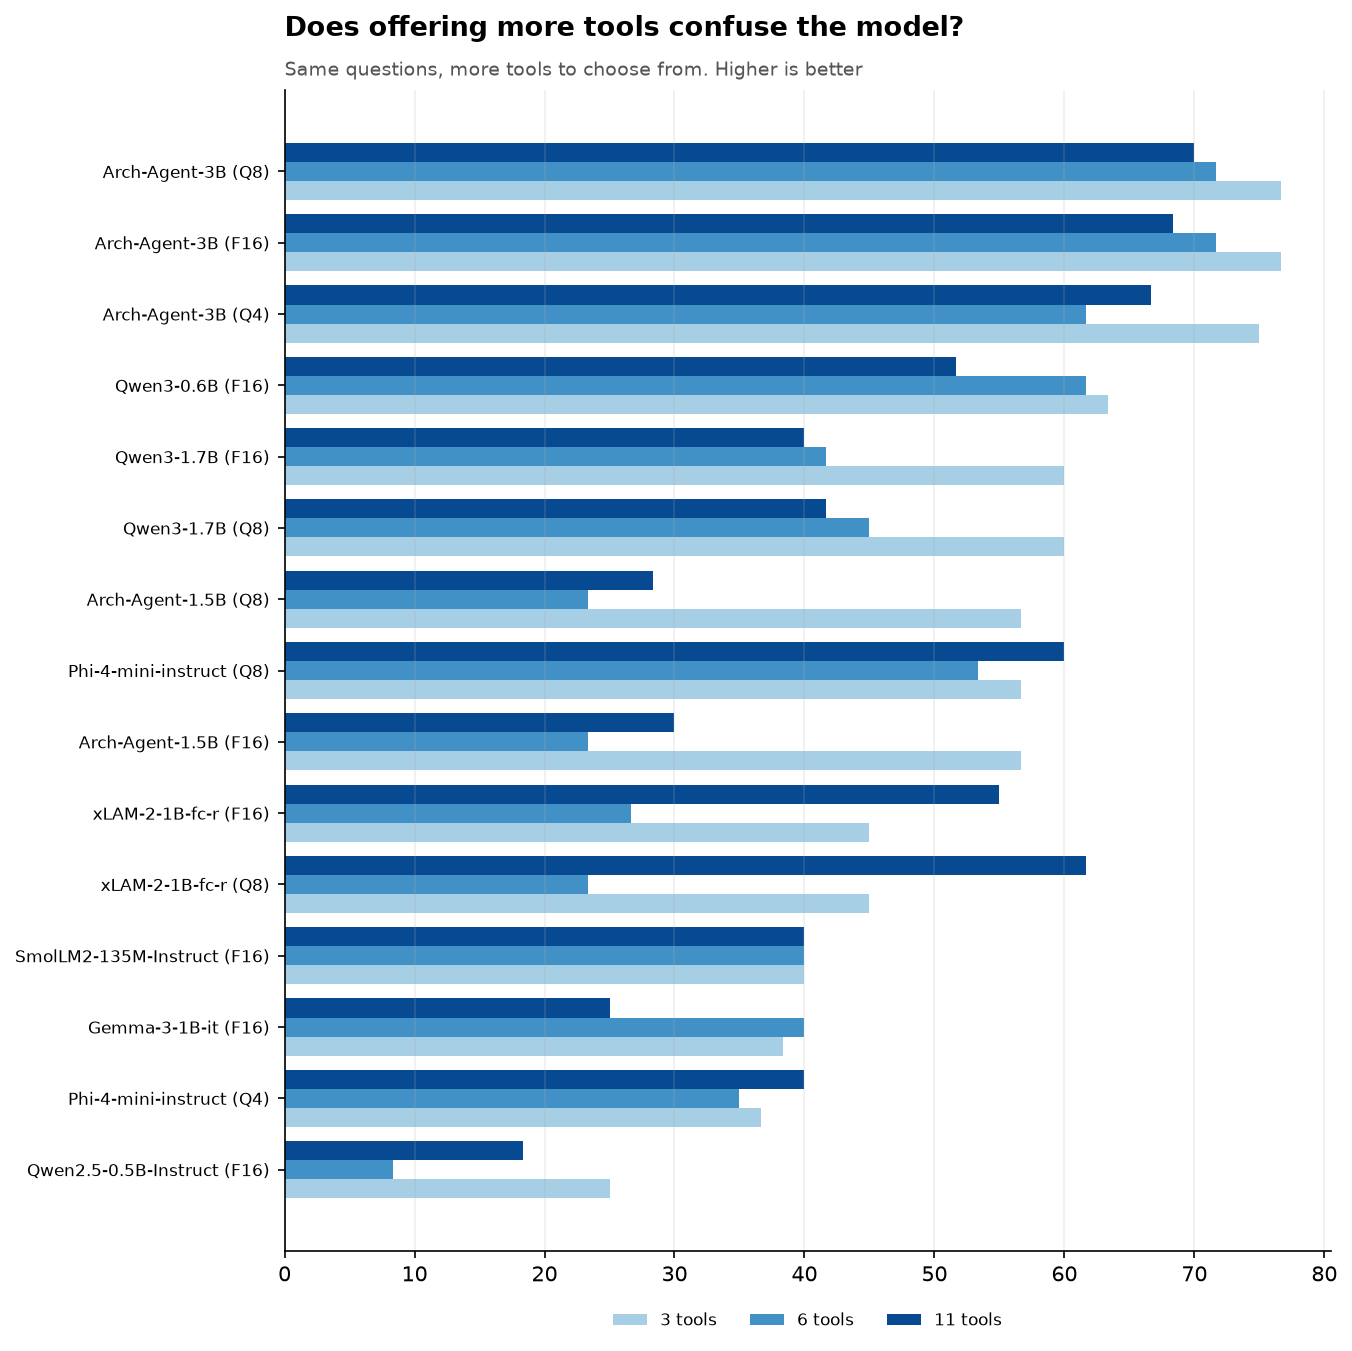 Does offering more tools confuse the model?
Same questions, more tools to choose from. Higher is better
Arch-Agent-3B (Q8)
Arch-Agent-3B (F16)
Arch-Agent-3B (Q4)
Qwen3-0.6B (F16)
Qwen3-1.7B (F16)
Qwen3-1.7B (Q8)
Arch-Agent-1.5B (Q8)
Phi-4-mini-instruct (Q8)
Arch-Agent-1.5B (F16)
xLAM-2-1B-fc-r (F16)
xLAM-2-1B-fc-r (Q8)
SmolLM2-135M-Instruct (F16)
Gemma-3-1B-it (F16)
Phi-4-mini-instruct (Q4)
Qwen2.5-0.5B-Instruct (F16)
0 10 20 30 40 50 60 70 80
3 tools 6 tools 11 tools